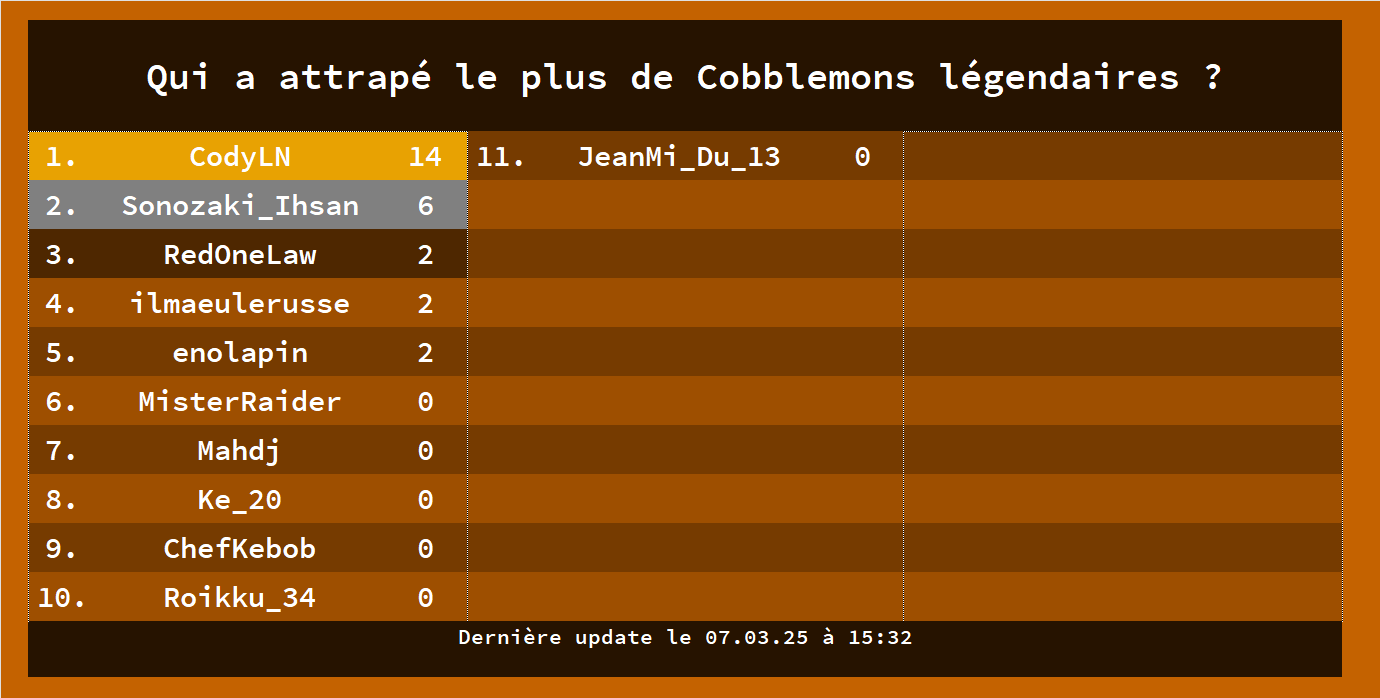 Qui a attrapé le plus de Cobblemons légendaires ?
1. CodyLN 14
2. Sonozaki_Ihsan 6
3. RedOneLaw 2
4. ilmaeulerusse 2
5. enolapin 2
6. MisterRaider 0
7. Mahdj 0
8. Ke_20 0
9. ChefKebob 0
10. Roikku_34 0
11. JeanMi_Du_13 0
Dernière update le 07.03.25 à 15:32